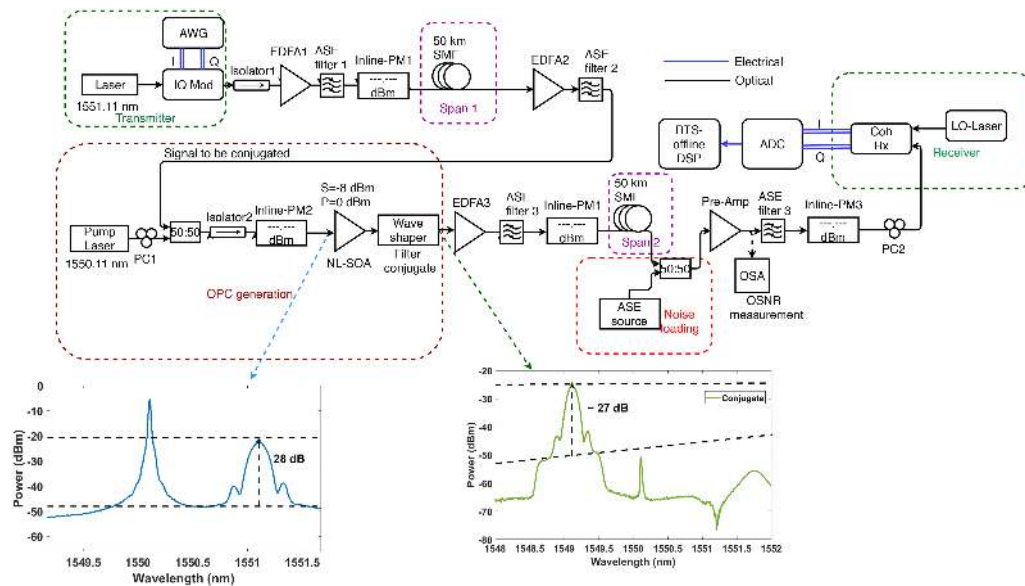 AWG
I
Q
Laser
IQ Mod
1551.11 nm
Transmitter
Isolator1
EDFA1
ASE
filter 1
Inline-PM1
dBm
50 km
SMF
Span 1
EDFA2
ASE
filter 2
Electrical
Optical
Signal to be conjugated
DTS-
offline
DSP
ADC
I
Q
Coh
Rx
LO-Laser
Receiver
Pump
Laser
1550.11 nm
PC1
50:50
Isolator2
Inline-PM2
dBm
S=-8 dBm
P=0 dBm
NL-SOA
Wave
shaper
Filter
conjugate
OPC generation
EDFA3
ASE
filter 3
Inline-PM1
dBm
50 km
SMF
Span 2
50:50
ASE
source
Noise
loading
Pre-Amp
OSA
OSNR
measurement
ASE
filter 3
Inline-PM3
dBm
PC2
0
-10
-20
-30
-40
-50
-60
Power (dBm)
28 dB
1549.5
1550
1550.5
1551
1551.5
Wavelength (nm)
-20
-30
-40
-50
-60
-70
-80
Power (dBm)
27 dB
Conjugate
1548
1548.5
1549
1549.5
1550
1550.5
1551
1551.5
1552
Wavelength (nm)